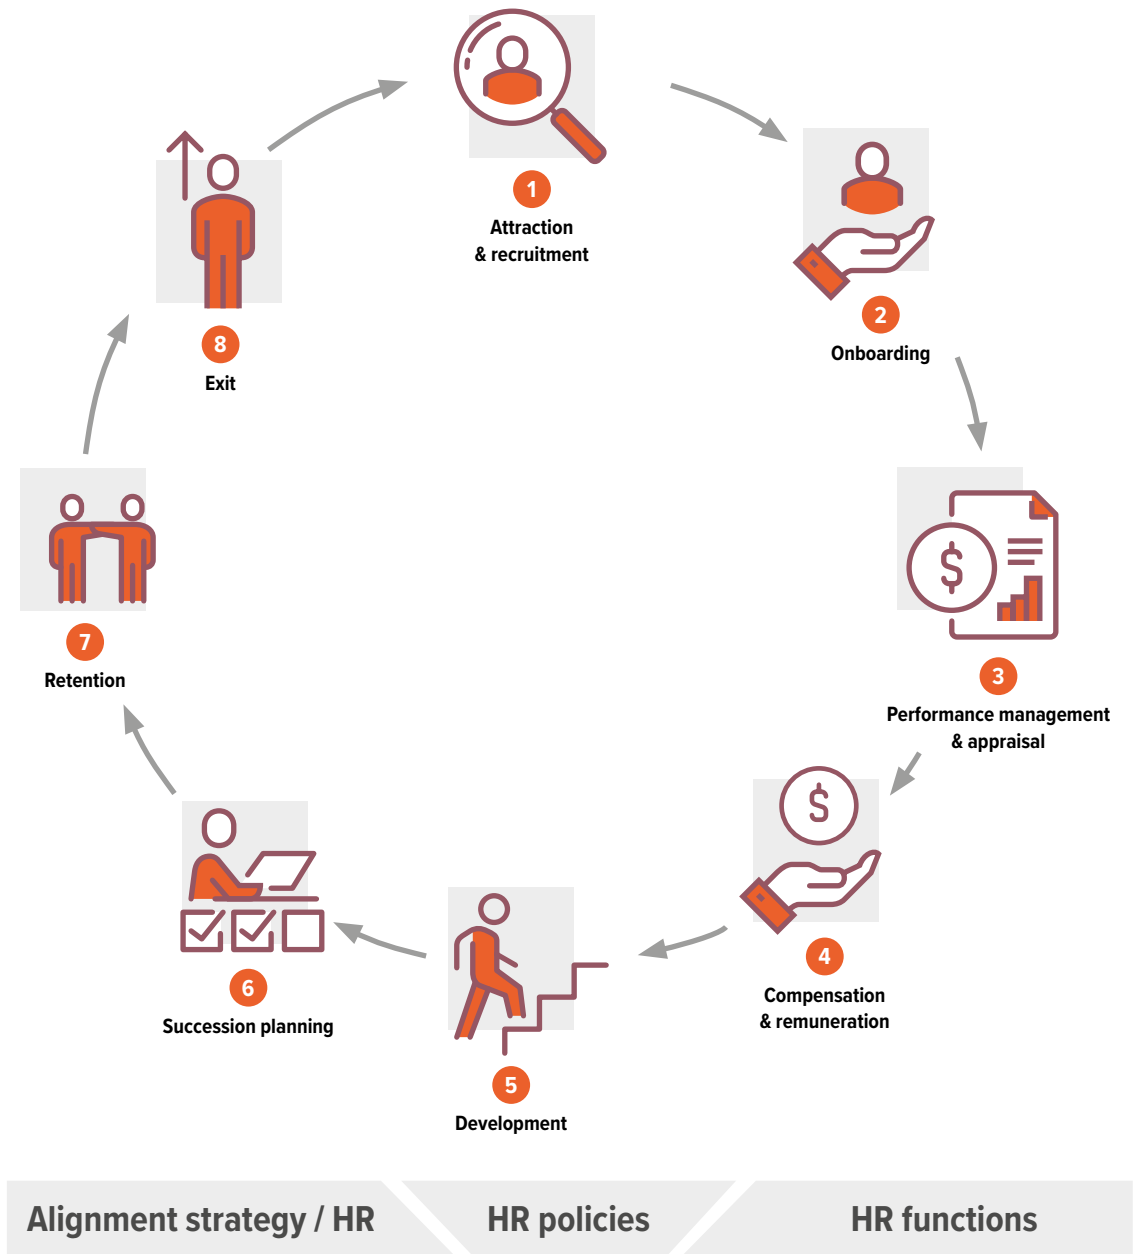 1
Attraction
& recruitment
2
Onboarding
$
3
Performance management
& appraisal
$
4
Compensation
& remuneration
5
Development
6
Succession planning
7
Retention
8
Exit
Alignment strategy / HR
HR policies
HR functions